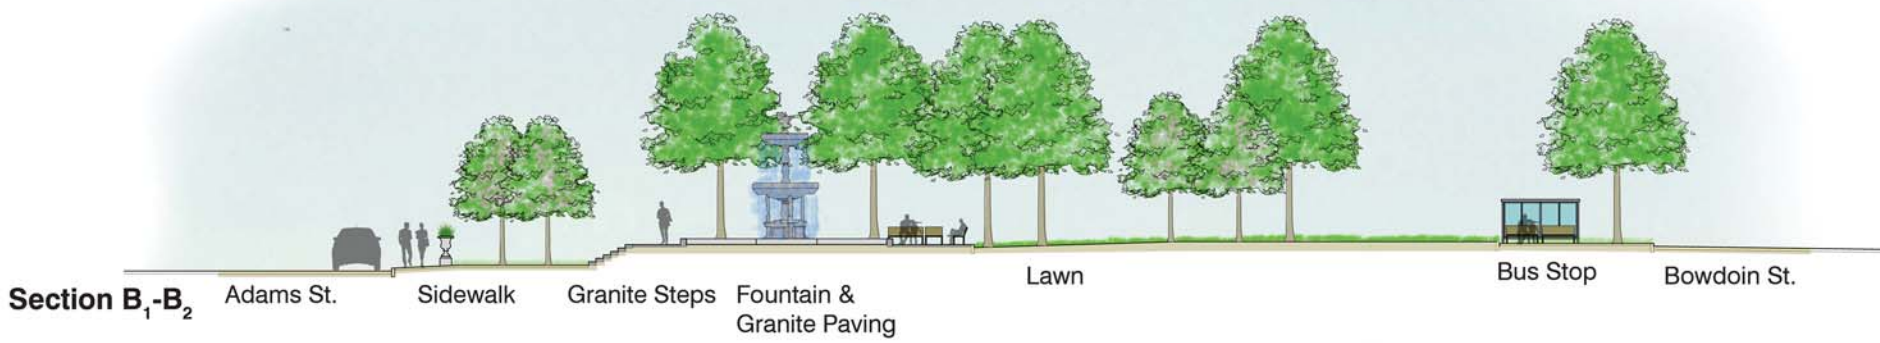 Section B₁-B₂
Adams St.
Sidewalk
Granite Steps
Fountain &
Granite Paving
Lawn
Bus Stop
Bowdoin St.